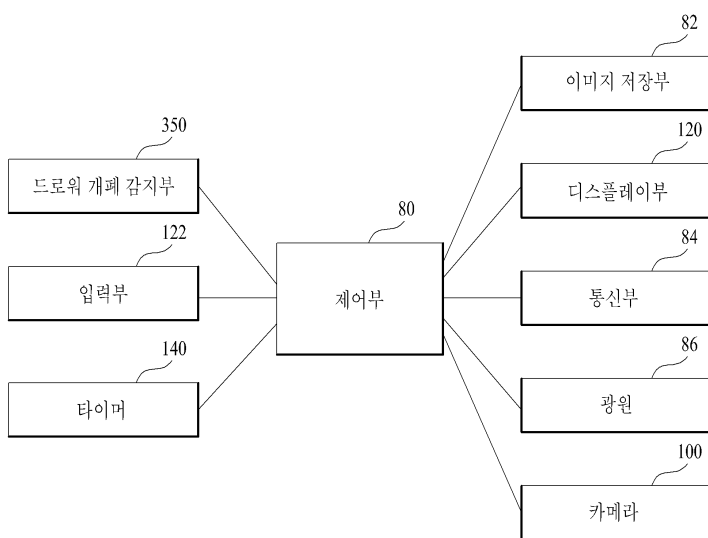 82
이미지 저장부
350
드로워 개폐 감지부
120
디스플레이부
122
입력부
80
제어부
84
통신부
140
타이머
86
광원
100
카메라